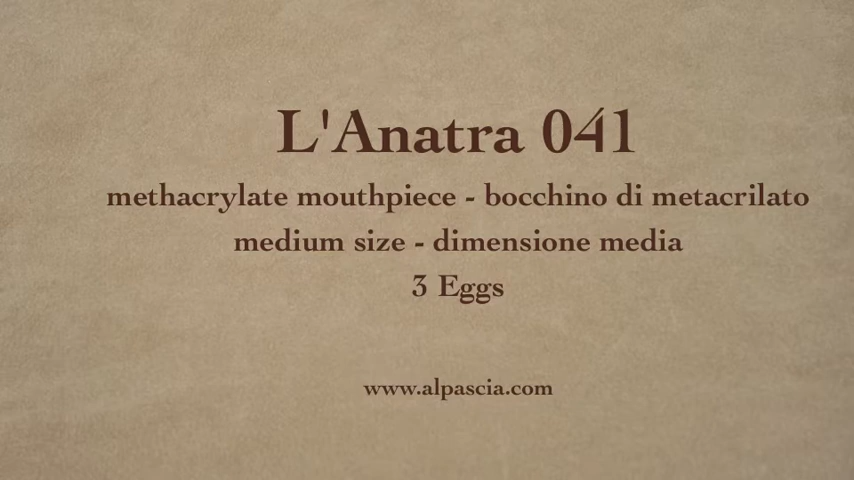 L'Anatra 041
methacrylate mouthpiece - bocchino di metacrilato
medium size - dimensione media
3 Eggs
www.alpascia.com